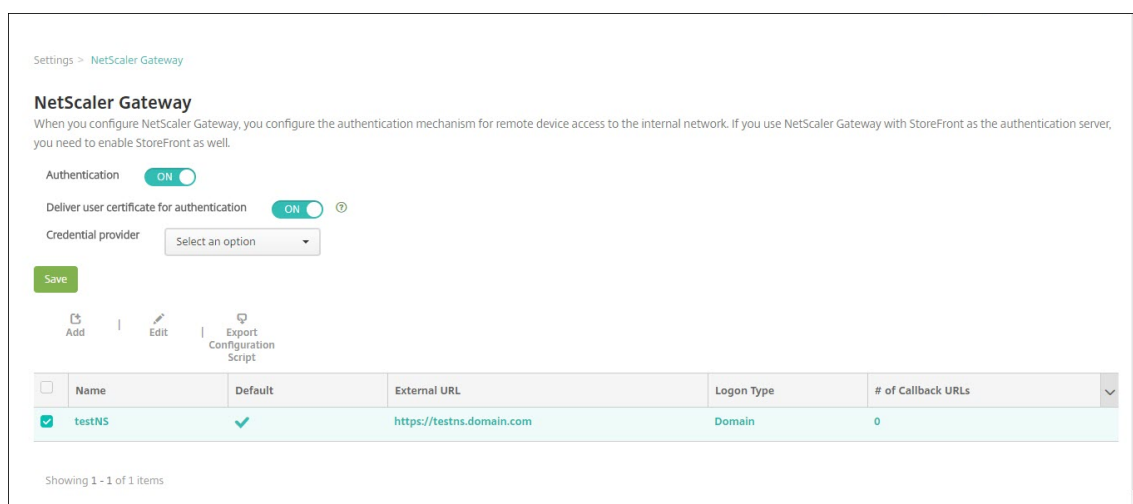 Settings > NetScaler Gateway
NetScaler Gateway
When you configure NetScaler Gateway, you configure the authentication mechanism for remote device access to the internal network. If you use NetScaler Gateway with StoreFront as the authentication server,
you need to enable StoreFront as well.
Authentication ON
Deliver user certificate for authentication ON ?
Credential provider Select an option
Save
Add | Edit | Export
Configuration
Script
Name Default External URL Logon Type # of Callback URLs
testNS https://testns.domain.com Domain 0
Showing 1 - 1 of 1 items